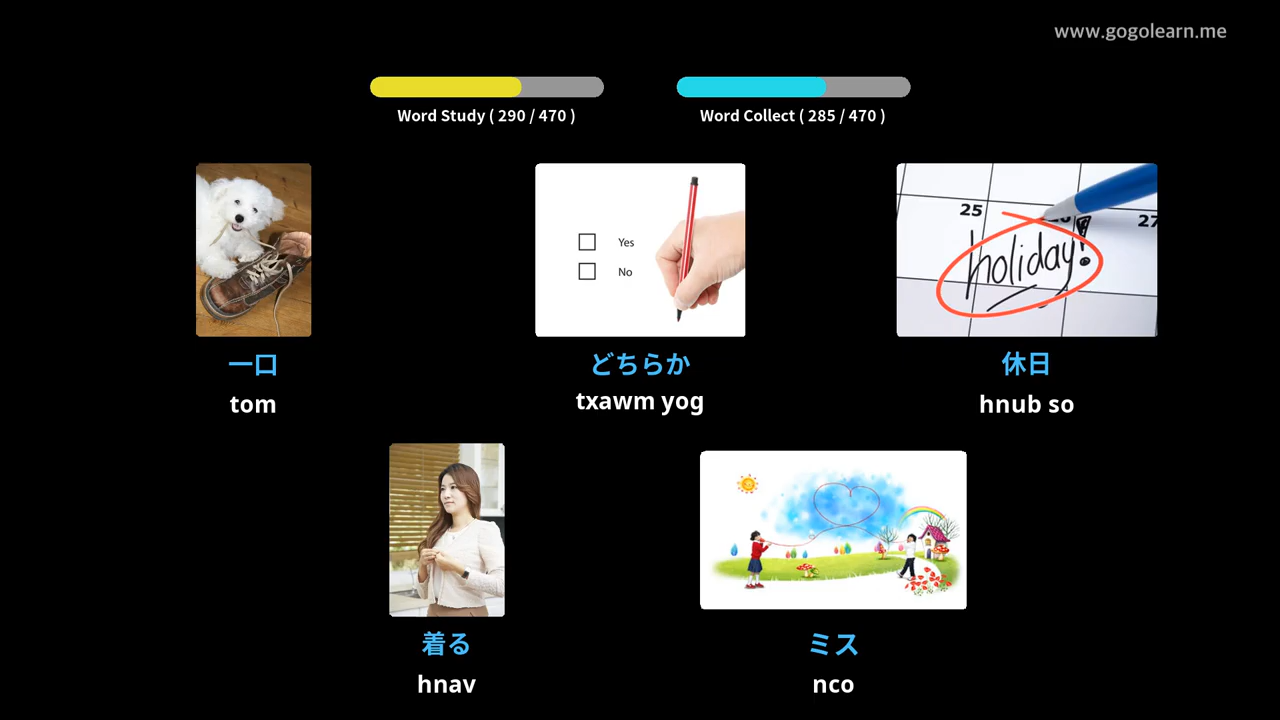 www.gogolearn.me
Word Study ( 290 / 470 )
Word Collect ( 285 / 470 )
Yes
No
25
27
holiday!
一口
tom
どちらか
txawm yog
休日
hnub so
着る
hnav
ミス
nco